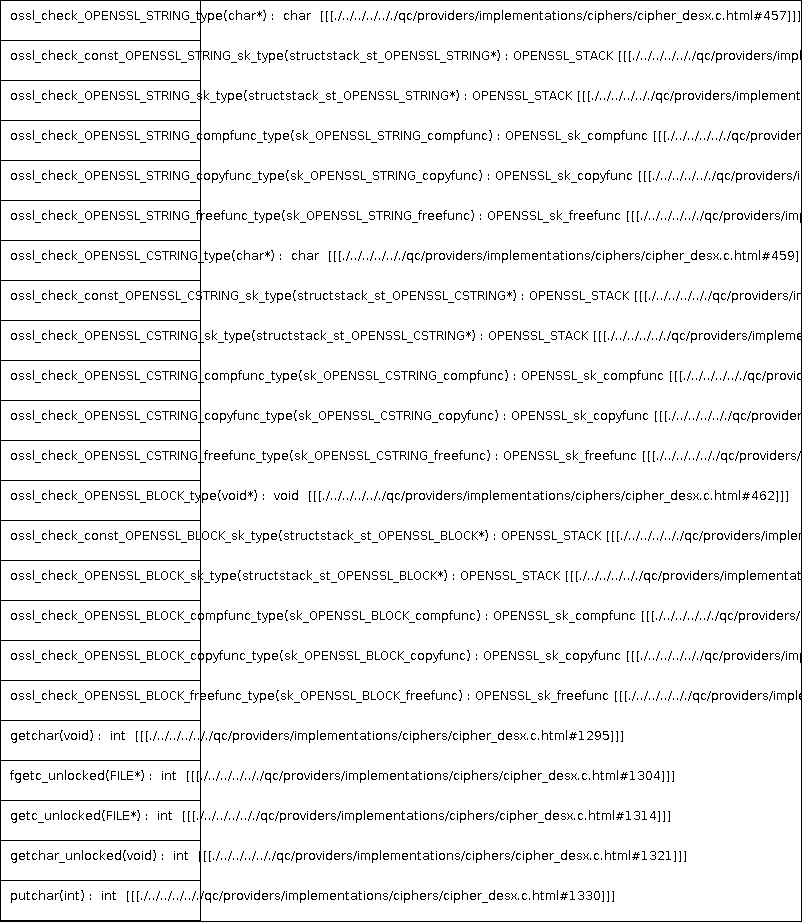 ossl_check_OPENSSL_STRING_type(char*) : char [[[./../../../../qc/providers/implementations/ciphers/cipher_desx.c.html#457]]]
ossl_check_const_OPENSSL_STRING_sk_type(structstack_st_OPENSSL_STRING*) : OPENSSL_STACK [[[./../../../../qc/providers/impl
ossl_check_OPENSSL_STRING_sk_type(structstack_st_OPENSSL_STRING*) : OPENSSL_STACK [[[./../../../../qc/providers/implement
ossl_check_OPENSSL_STRING_compfunc_type(sk_OPENSSL_STRING_compfunc) : OPENSSL_sk_compfunc [[[./../../../../qc/provider
ossl_check_OPENSSL_STRING_copyfunc_type(sk_OPENSSL_STRING_copyfunc) : OPENSSL_sk_copyfunc [[[./../../../../qc/providers/i
ossl_check_OPENSSL_STRING_freefunc_type(sk_OPENSSL_STRING_freefunc) : OPENSSL_sk_freefunc [[[./../../../../qc/providers/imp
ossl_check_OPENSSL_CSTRING_type(char*) : char [[[./../../../../qc/providers/implementations/ciphers/cipher_desx.c.html#459]
ossl_check_const_OPENSSL_CSTRING_sk_type(structstack_st_OPENSSL_CSTRING*) : OPENSSL_STACK [[[./../../../../qc/providers/in
ossl_check_OPENSSL_CSTRING_sk_type(structstack_st_OPENSSL_CSTRING*) : OPENSSL_STACK [[[./../../../../qc/providers/impleme
ossl_check_OPENSSL_CSTRING_compfunc_type(sk_OPENSSL_CSTRING_compfunc) : OPENSSL_sk_compfunc [[[./../../../../qc/provid
ossl_check_OPENSSL_CSTRING_copyfunc_type(sk_OPENSSL_CSTRING_copyfunc) : OPENSSL_sk_copyfunc [[[./../../../../qc/provider
ossl_check_OPENSSL_CSTRING_freefunc_type(sk_OPENSSL_CSTRING_freefunc) : OPENSSL_sk_freefunc [[[./../../../../qc/providers/
ossl_check_OPENSSL_BLOCK_type(void*) : void [[[./../../../../qc/providers/implementations/ciphers/cipher_desx.c.html#462]]]
ossl_check_const_OPENSSL_BLOCK_sk_type(structstack_st_OPENSSL_BLOCK*) : OPENSSL_STACK [[[./../../../../qc/providers/implen
ossl_check_OPENSSL_BLOCK_sk_type(structstack_st_OPENSSL_BLOCK*) : OPENSSL_STACK [[[./../../../../qc/providers/implementat
ossl_check_OPENSSL_BLOCK_compfunc_type(sk_OPENSSL_BLOCK_compfunc) : OPENSSL_sk_compfunc [[[./../../../../qc/providers/
ossl_check_OPENSSL_BLOCK_copyfunc_type(sk_OPENSSL_BLOCK_copyfunc) : OPENSSL_sk_copyfunc [[[./../../../../qc/providers/imp
ossl_check_OPENSSL_BLOCK_freefunc_type(sk_OPENSSL_BLOCK_freefunc) : OPENSSL_sk_freefunc [[[./../../../../qc/providers/imple
getchar(void) : int [[[./../../../../qc/providers/implementations/ciphers/cipher_desx.c.html#1295]]]
fgetc_unlocked(FILE*) : int [[[./../../../../qc/providers/implementations/ciphers/cipher_desx.c.html#1304]]]
getc_unlocked(FILE*) : int [[[./../../../../qc/providers/implementations/ciphers/cipher_desx.c.html#1314]]]
getchar_unlocked(void) : int [[[./../../../../qc/providers/implementations/ciphers/cipher_desx.c.html#1321]]]
putchar(int) : int [[[./../../../../qc/providers/implementations/ciphers/cipher_desx.c.html#1330]]]